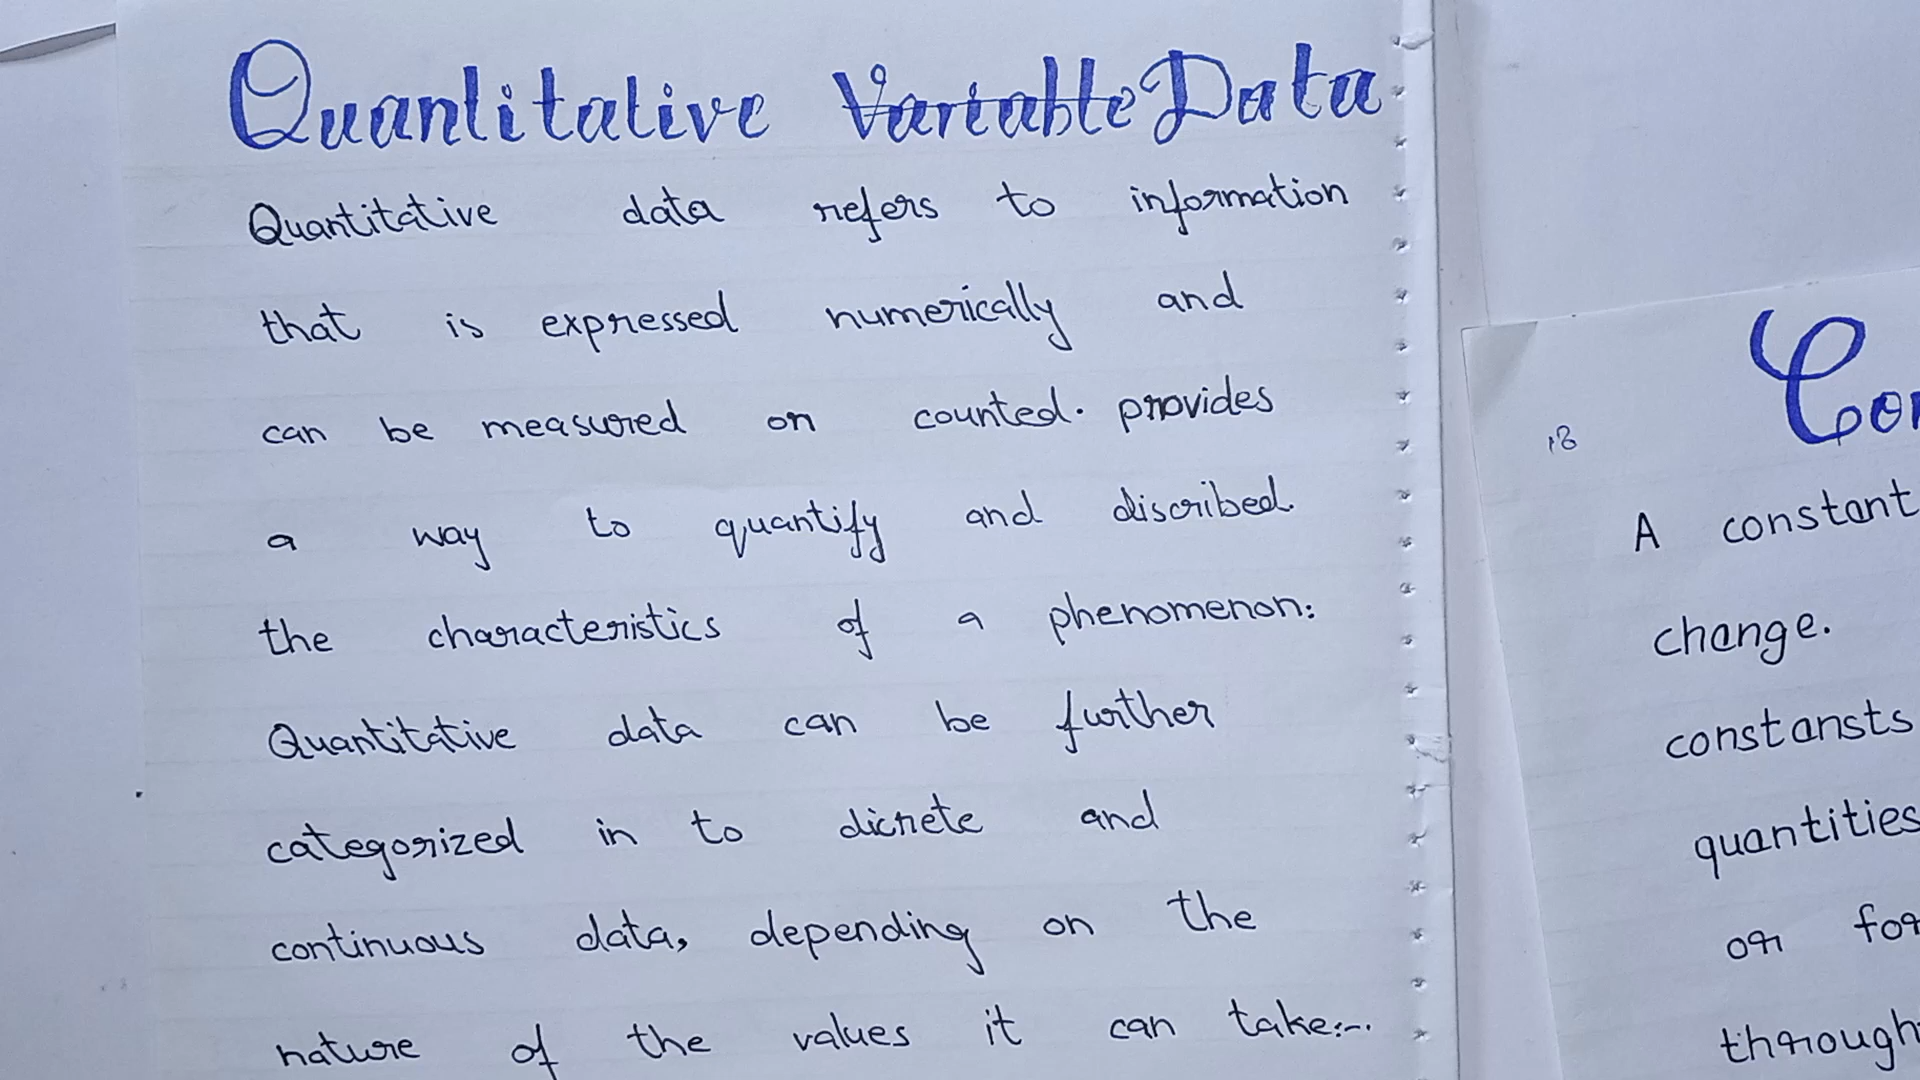 Quantitative Variable Data
Quantitative data refers to information
that is expressed numerically and
can be measured or counted. provides
a way to quantify and discribed.
the characteristics of a phenomenon:
Quantitative data can be further
categorized in to dicrete and
continuous data, depending on the
nature of the values it can take:-.
18
A constant
change.
constansts
quantities
or for
through